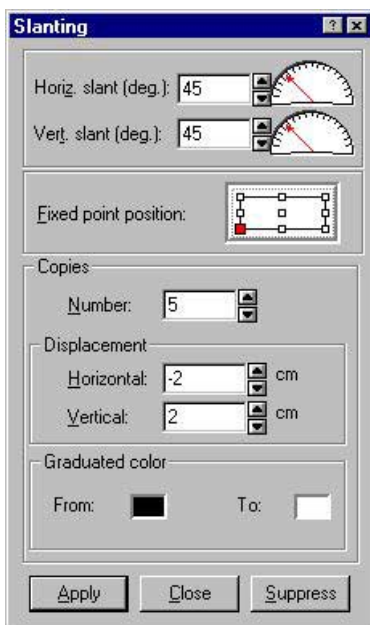 Slanting
Horiz. slant (deg.): 45
Vert. slant (deg.): 45
Fixed point position:
Copies
Number: 5
Displacement
Horizontal: -2 cm
Vertical: 2 cm
Graduated color
From: To:
Apply Close Suppress